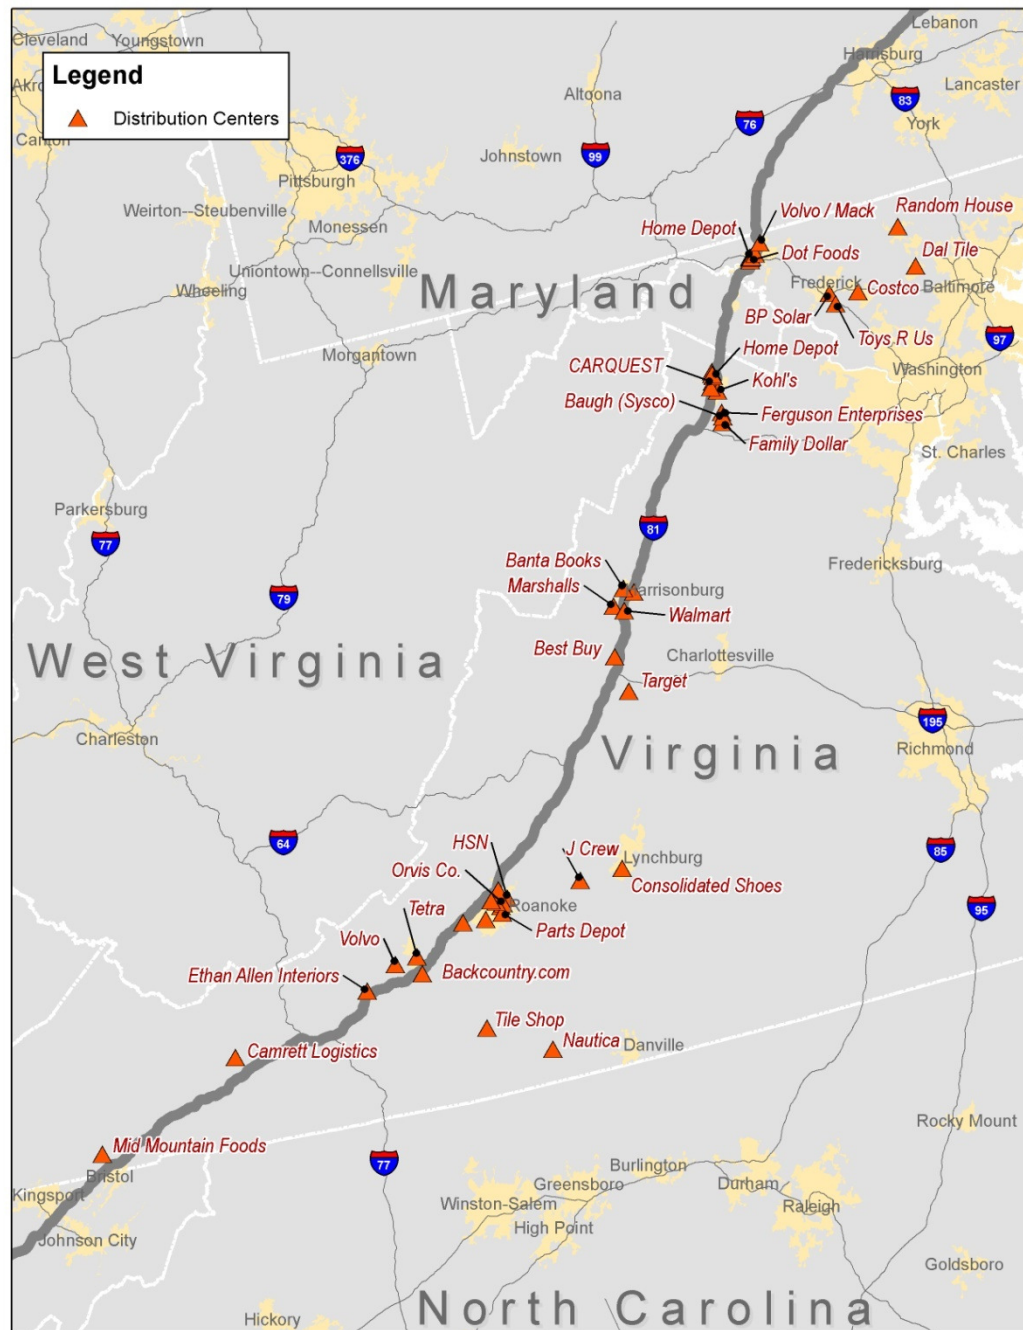 Lebanon
Cleveland
Youngstown
Harrisburg
Legend
Distribution Centers
Altoona
Lancaster
83
76
York
Canton
376
Johnstown
99
Pittsburgh
Weirton--Steubenville
Monessen
Random House
Volvo / Mack
Home Depot
Dot Foods
Dal Tile
Uniontown--Connellsville
Wheeling
Maryland
Frederick
Costco
Baltimore
BP Solar
Toys R Us
97
Morgantown
Home Depot
CARQUEST
Washington
Kohl's
Baugh (Sysco)
Ferguson Enterprises
Family Dollar
St. Charles
Parkersburg
77
81
Banta Books
Fredericksburg
79
Marshalls
arrisonburg
Walmart
West Virginia
Best Buy
Charlottesville
Target
195
Charleston
Richmond
Virginia
64
HSN
J Crew
Lynchburg
85
Orvis Co.
Consolidated Shoes
Tetra
Roanoke
95
Parts Depot
Volvo
Ethan Allen Interiors
Backcountry.com
Tile Shop
Nautica
Danville
Camrett Logistics
Rocky Mount
Mid Mountain Foods
77
Bristol
Burlington
Kingsport
Greensboro
Durham
Winston-Salem
Raleigh
High Point
Johnson City
Goldsboro
North Carolina
Hickory